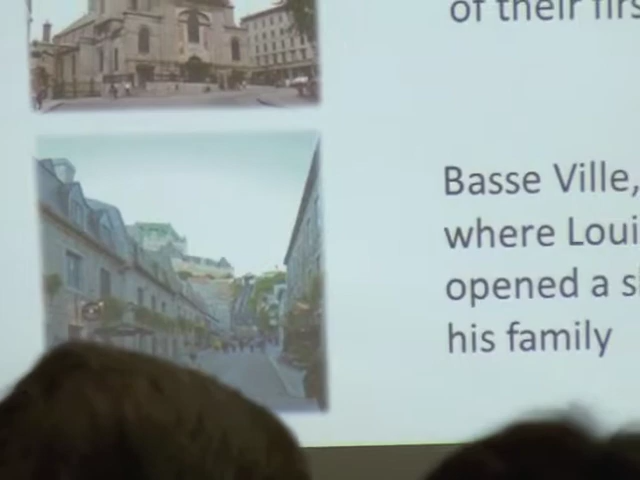 of their
Basse Ville,
where
opened a
his family